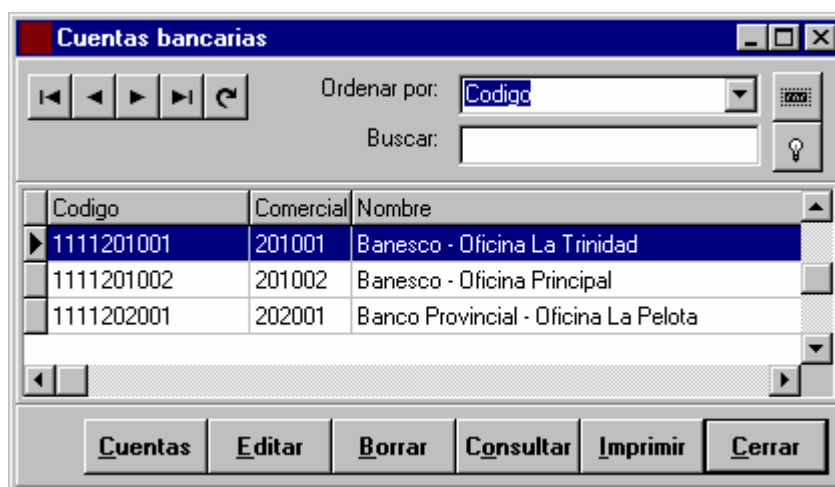 Cuentas bancarias
Ordenar por: Codigo
Buscar:
Codigo Comercial Nombre
1111201001 201001 Banesco - Oficina La Trinidad
1111201002 201002 Banesco - Oficina Principal
1111202001 202001 Banco Provincial - Oficina La Pelota
Cuentas Editar Borrar Consultar Imprimir Cerrar